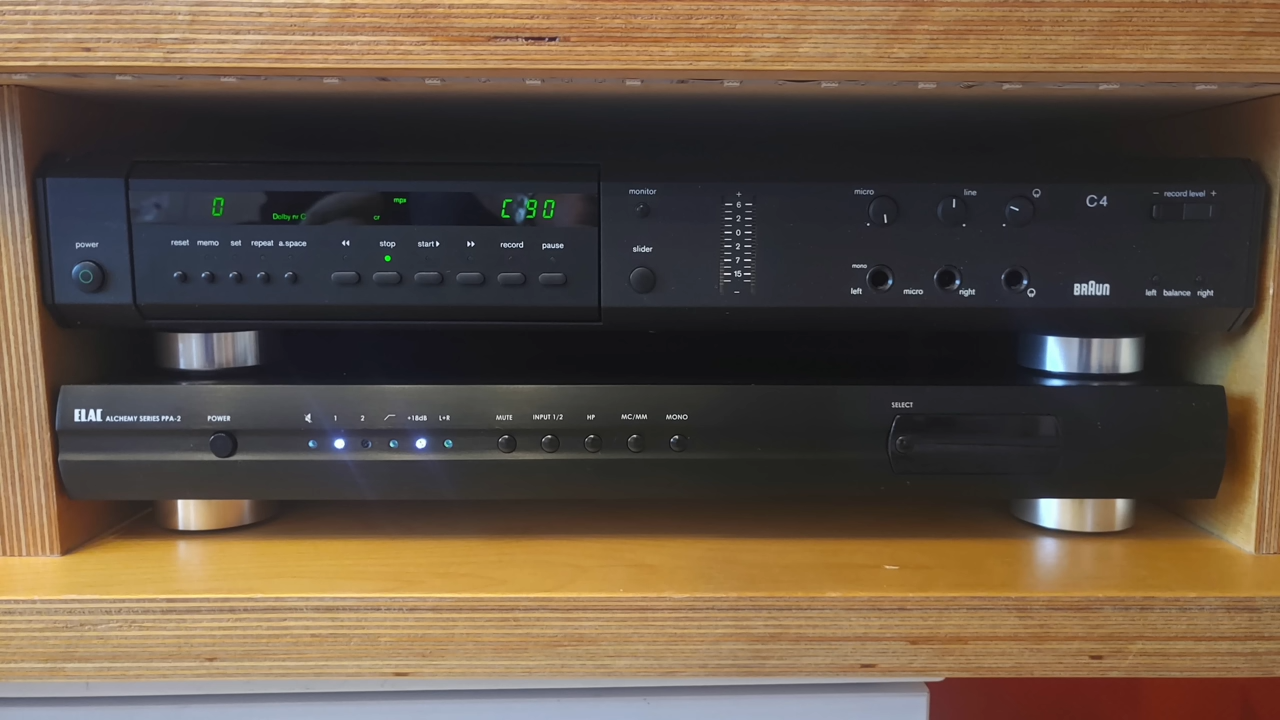 power
0
Dolby nr C
cr
mpx
C 90
reset memo set repeat a.space
stop start record pause
monitor
slider
+
6
2
0
2
7
15
−
micro line
mono
left micro right
C4
BRAUN
− record level +
left balance right
ELAC ALCHEMY SERIES PPA-2
POWER
1 2 +18dB L+R
MUTE INPUT 1/2 HP MC/MM MONO
SELECT